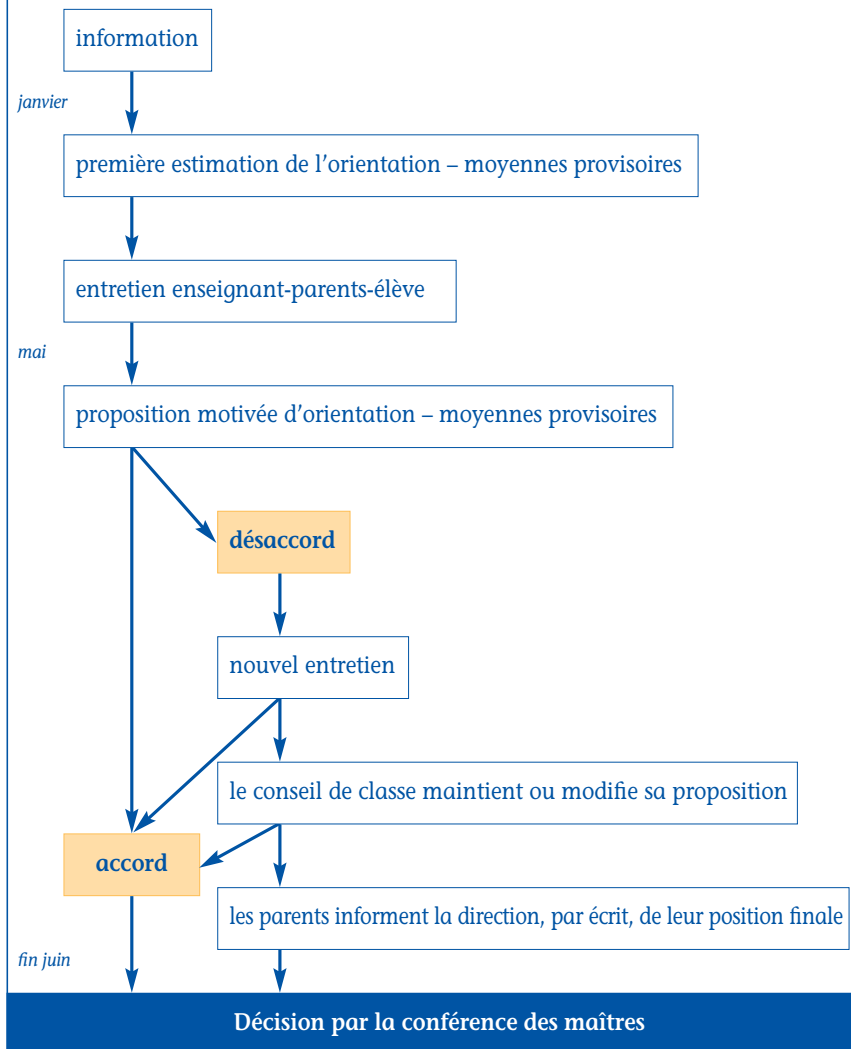 information
janvier
première estimation de l'orientation – moyennes provisoires
entretien enseignant-parents-élève
mai
proposition motivée d'orientation – moyennes provisoires
désaccord
nouvel entretien
le conseil de classe maintient ou modifie sa proposition
accord
les parents informent la direction, par écrit, de leur position finale
fin juin
Décision par la conférence des maîtres